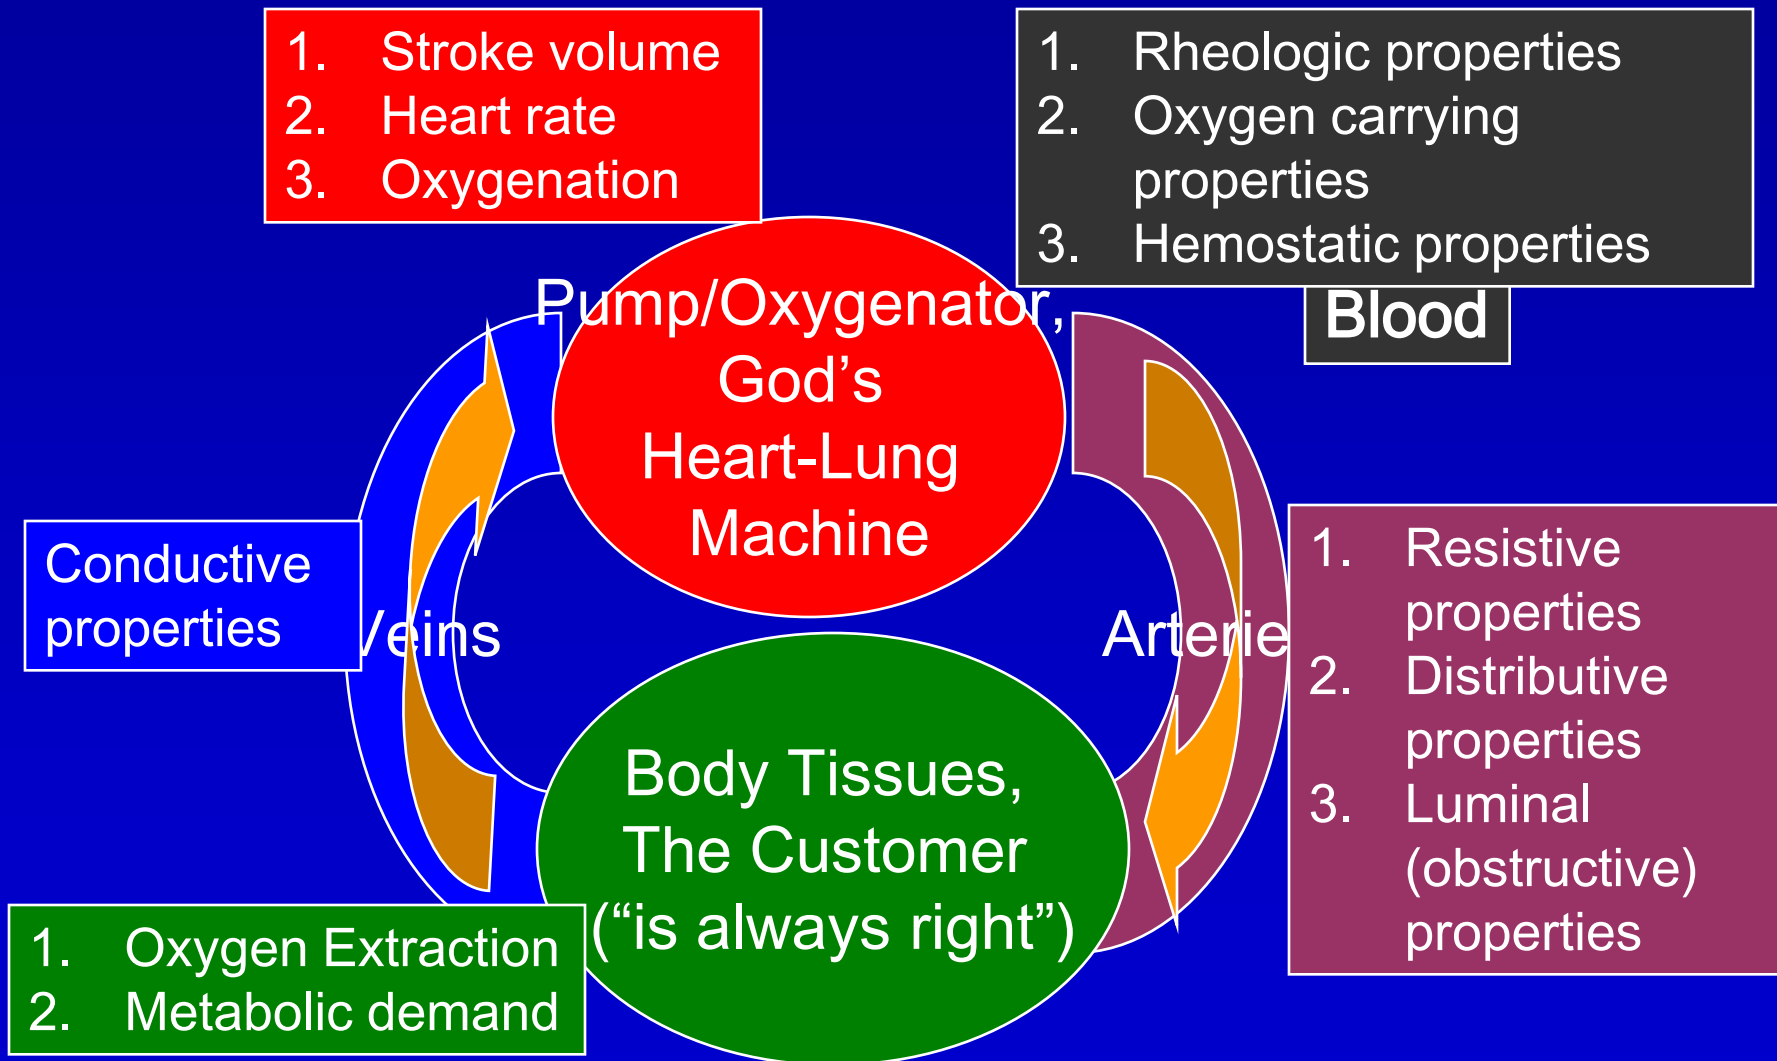 1. Stroke volume
2. Heart rate
3. Oxygenation
1. Rheologic properties
2. Oxygen carrying
properties
3. Hemostatic properties
Blood
Pump/Oxygenator,
God’s
Heart-Lung
Machine
Conductive
properties
Veins
Arterie
1. Resistive
properties
2. Distributive
properties
3. Luminal
(obstructive)
properties
Body Tissues,
The Customer
(“is always right”)
1. Oxygen Extraction
2. Metabolic demand